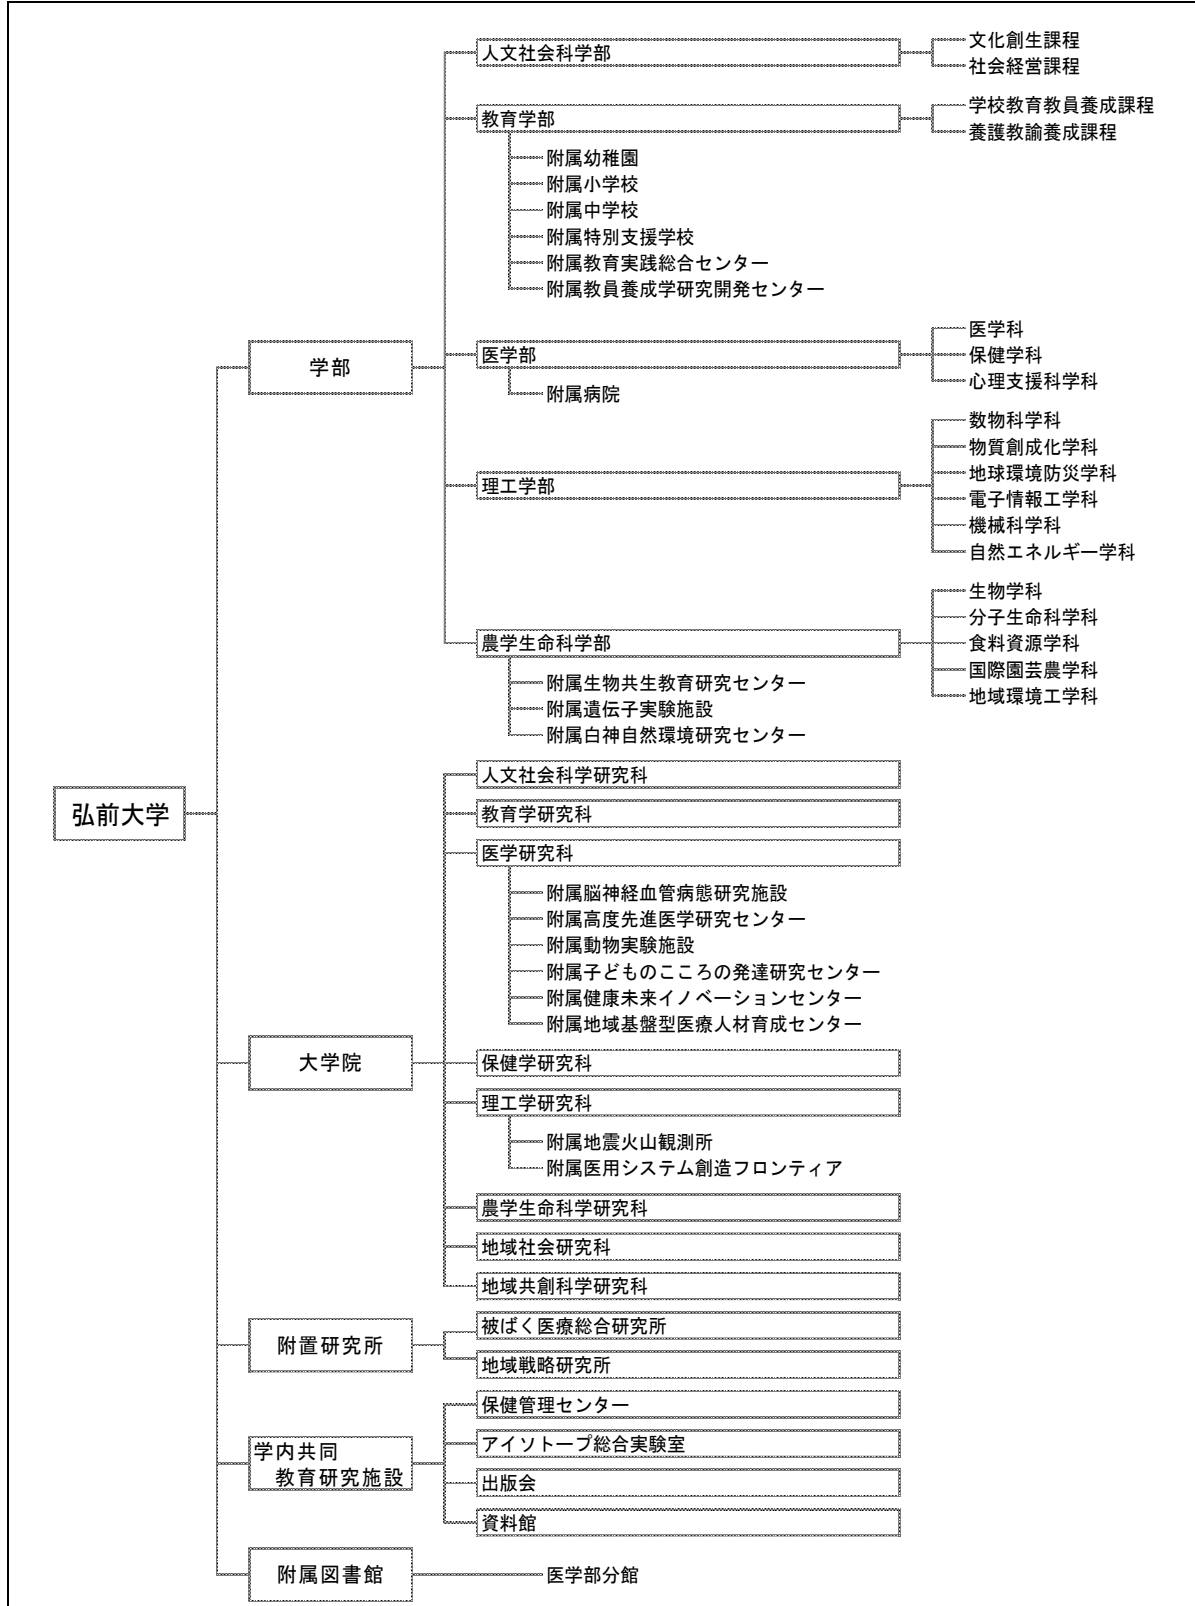 弘前大学
学部
人文社会科学部
文化創生課程
社会経営課程
教育学部
学校教育教員養成課程
養護教諭養成課程
附属幼稚園
附属小学校
附属中学校
附属特別支援学校
附属教育実践総合センター
附属教員養成学研究開発センター
医学部
医学科
保健学科
心理支援科学科
附属病院
理工学部
数物科学科
物質創成化学科
地球環境防災学科
電子情報工学科
機械科学科
自然エネルギー学科
農学生命科学部
生物学科
分子生命科学科
食料資源学科
国際園芸農学科
地域環境工学科
附属生物共生教育研究センター
附属遺伝子実験施設
附属白神自然環境研究センター
大学院
人文社会科学研究科
教育学研究科
医学研究科
附属脳神経血管病態研究施設
附属高度先進医学研究センター
附属動物実験施設
附属子どものこころの発達研究センター
附属健康未来イノベーションセンター
附属地域基盤型医療人材育成センター
保健学研究科
理工学研究科
附属地震火山観測所
附属医用システム創造フロンティア
農学生命科学研究科
地域社会研究科
地域共創科学研究科
附置研究所
被ばく医療総合研究所
地域戦略研究所
学内共同
教育研究施設
保健管理センター
アイソトープ総合実験室
出版会
資料館
附属図書館
医学部分館